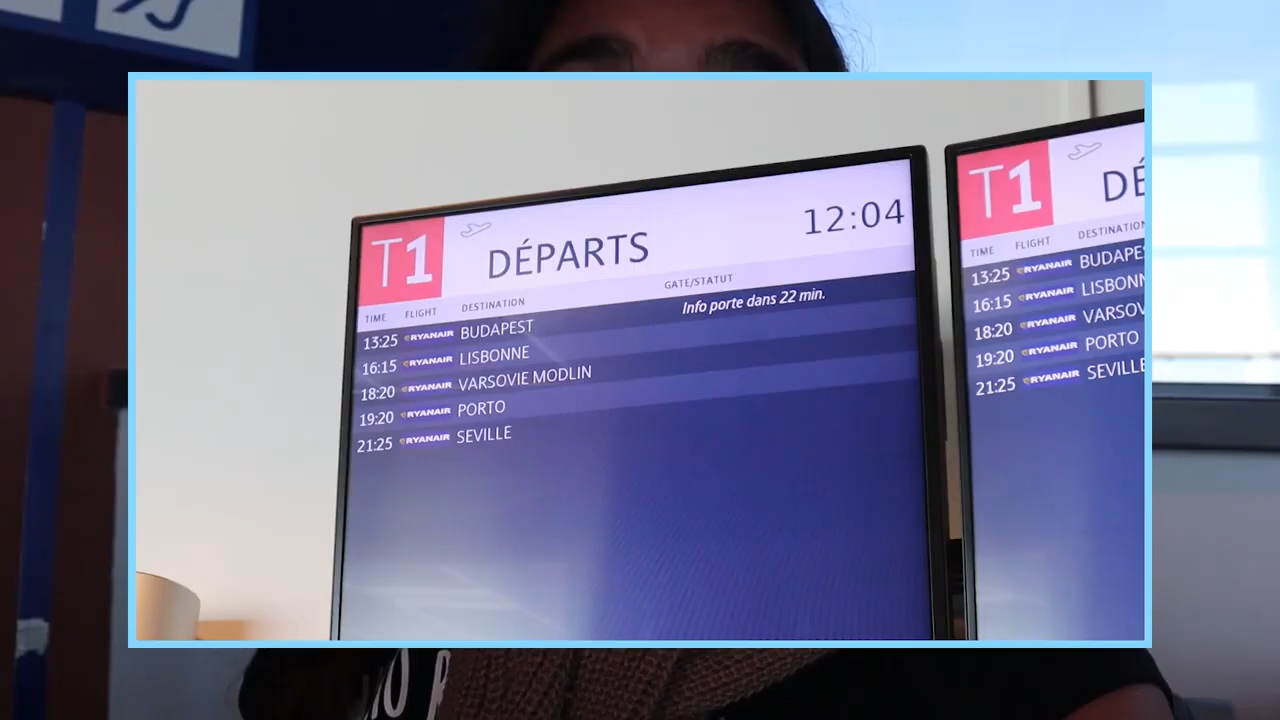 T1 DÉPARTS 12:04
TIME FLIGHT DESTINATION GATE/STATUT
13:25 RYANAIR BUDAPEST Info porte dans 22 min.
16:15 RYANAIR LISBONNE
18:20 RYANAIR VARSOVIE MODLIN
19:20 RYANAIR PORTO
21:25 RYANAIR SEVILLE
T1 DÉ
TIME FLIGHT DESTINATION
13:25 RYANAIR BUDAPES
16:15 RYANAIR LISBONN
18:20 RYANAIR VARSOV
19:20 RYANAIR PORTO
21:25 RYANAIR SEVILLE